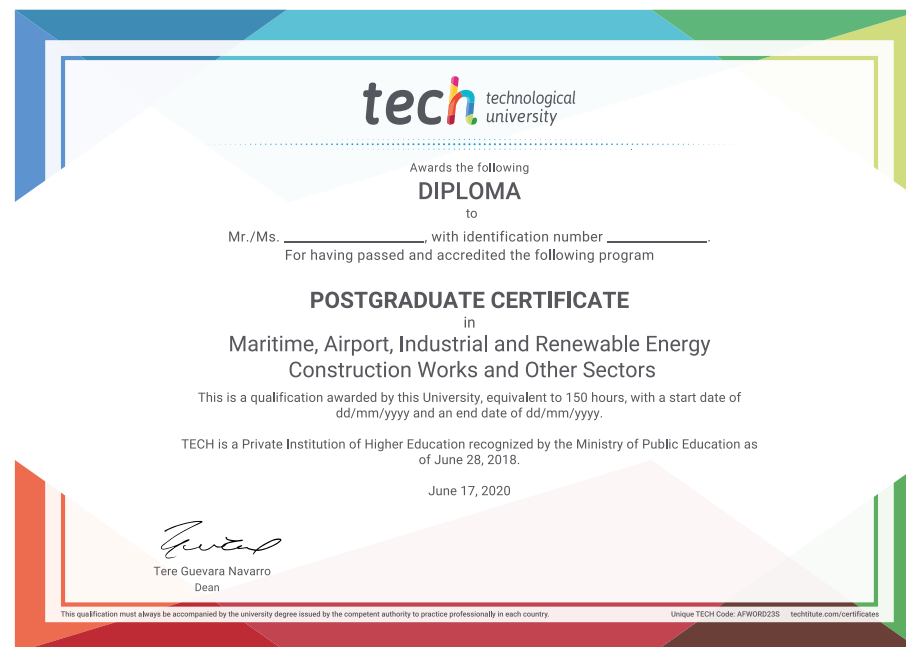 tech technological
university
Awards the following
DIPLOMA
to
Mr./Ms. ____________, with identification number ____________.
For having passed and accredited the following program
POSTGRADUATE CERTIFICATE
in
Maritime, Airport, Industrial and Renewable Energy
Construction Works and Other Sectors
This is a qualification awarded by this University, equivalent to 150 hours, with a start date of
dd/mm/yyyy and an end date of dd/mm/yyyy.
TECH is a Private Institution of Higher Education recognized by the Ministry of Public Education as
of June 28, 2018.
June 17, 2020
Tere Guevara Navarro
Dean
This qualification must always be accompanied by the university degree issued by the competent authority to practice professionally in each country. Unique TECH Code: AFWORD23S techtitute.com/certificates